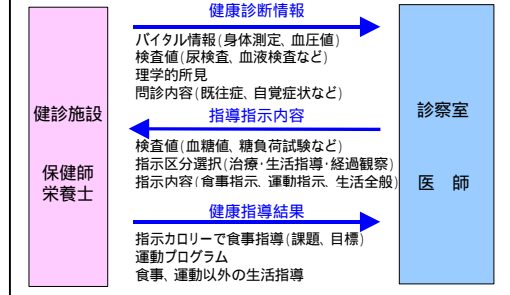 健康診断情報
バイタル情報(身体測定、血圧値)
検査値(尿検査、血液検査など)
理学的所見
問診内容(既往症、自覚症状など)
健診施設
保健師
栄養士
指導指示内容
診察室
医　師
検査値(血糖値、糖負荷試験など)
指示区分選択(治療・生活指導・経過観察)
指示内容(食事指示、運動指示、生活全般)
健康指導結果
指示カロリーで食事指導(課題、目標)
運動プログラム
食事、運動以外の生活指導